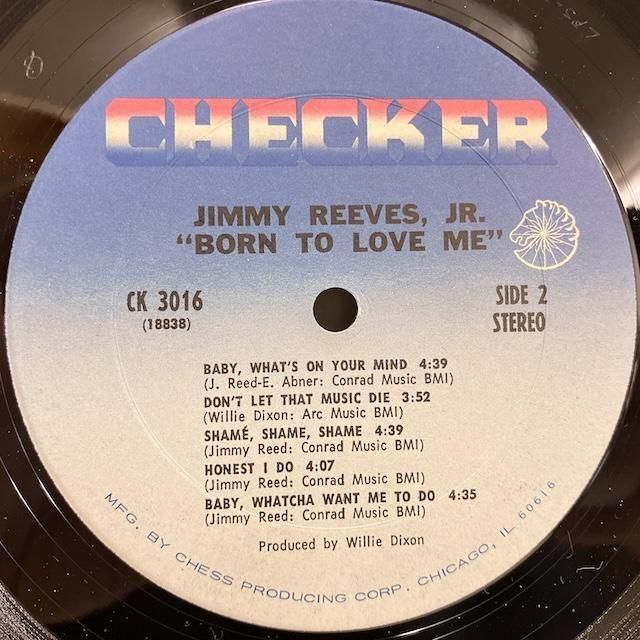 CHECKER
JIMMY REEVES, JR.
"BORN TO LOVE ME"
CK 3016
(18838)
SIDE 2
STEREO
BABY, WHAT'S ON YOUR MIND 4:39
(J. Reed-E. Abner: Conrad Music BMI)
DON'T LET THAT MUSIC DIE 3:52
(Willie Dixon: Arc Music BMI)
SHAMÉ, SHAME, SHAME 4:39
(Jimmy Reed: Conrad Music BMI)
HONEST I DO 4:07
(Jimmy Reed: Conrad Music BMI)
BABY, WHATCHA WANT ME TO DO 4:35
(Jimmy Reed: Conrad Music BMI)
Produced by Willie Dixon
MFG. BY CHESS PRODUCING CORP. CHICAGO, IL 60616